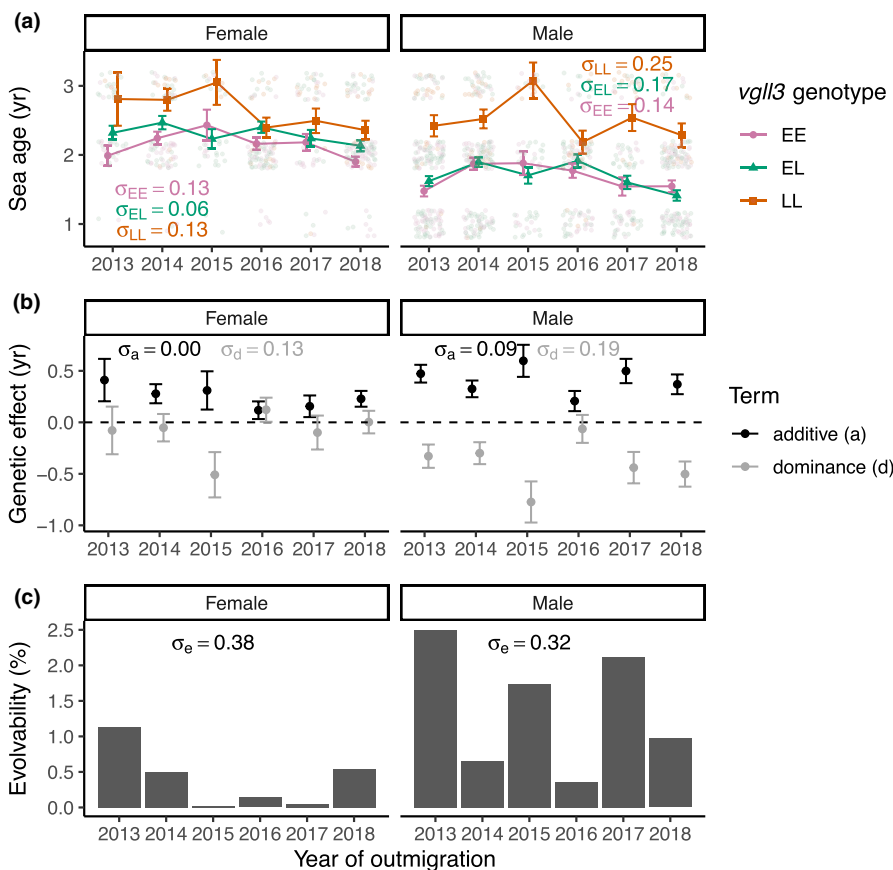 (a)
Female
Male
Sea age (yr)
3
2
1
σEE = 0.13
σEL = 0.06
σLL = 0.13
σLL = 0.25
σEL = 0.17
σEE = 0.14
2013 2014 2015 2016 2017 2018
2013 2014 2015 2016 2017 2018
vgll3 genotype
EE
EL
LL
(b)
Female
Male
Genetic effect (yr)
0.5
0.0
−0.5
−1.0
σa = 0.00 σd = 0.13
σa = 0.09 σd = 0.19
2013 2014 2015 2016 2017 2018
2013 2014 2015 2016 2017 2018
Term
additive (a)
dominance (d)
(c)
Female
Male
Evolvability (%)
2.5
2.0
1.5
1.0
0.5
0.0
σe = 0.38
σe = 0.32
2013 2014 2015 2016 2017 2018
2013 2014 2015 2016 2017 2018
Year of outmigration